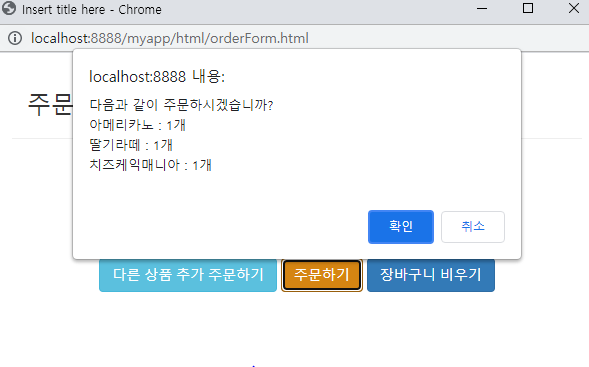 Insert title here - Chrome
localhost:8888/myapp/html/orderForm.html
localhost:8888 내용:
다음과 같이 주문하시겠습니까?
아메리카노 : 1개
딸기라떼 : 1개
치즈케익매니아 : 1개
확인 취소
주문
다른 상품 추가 주문하기 주문하기 장바구니 비우기